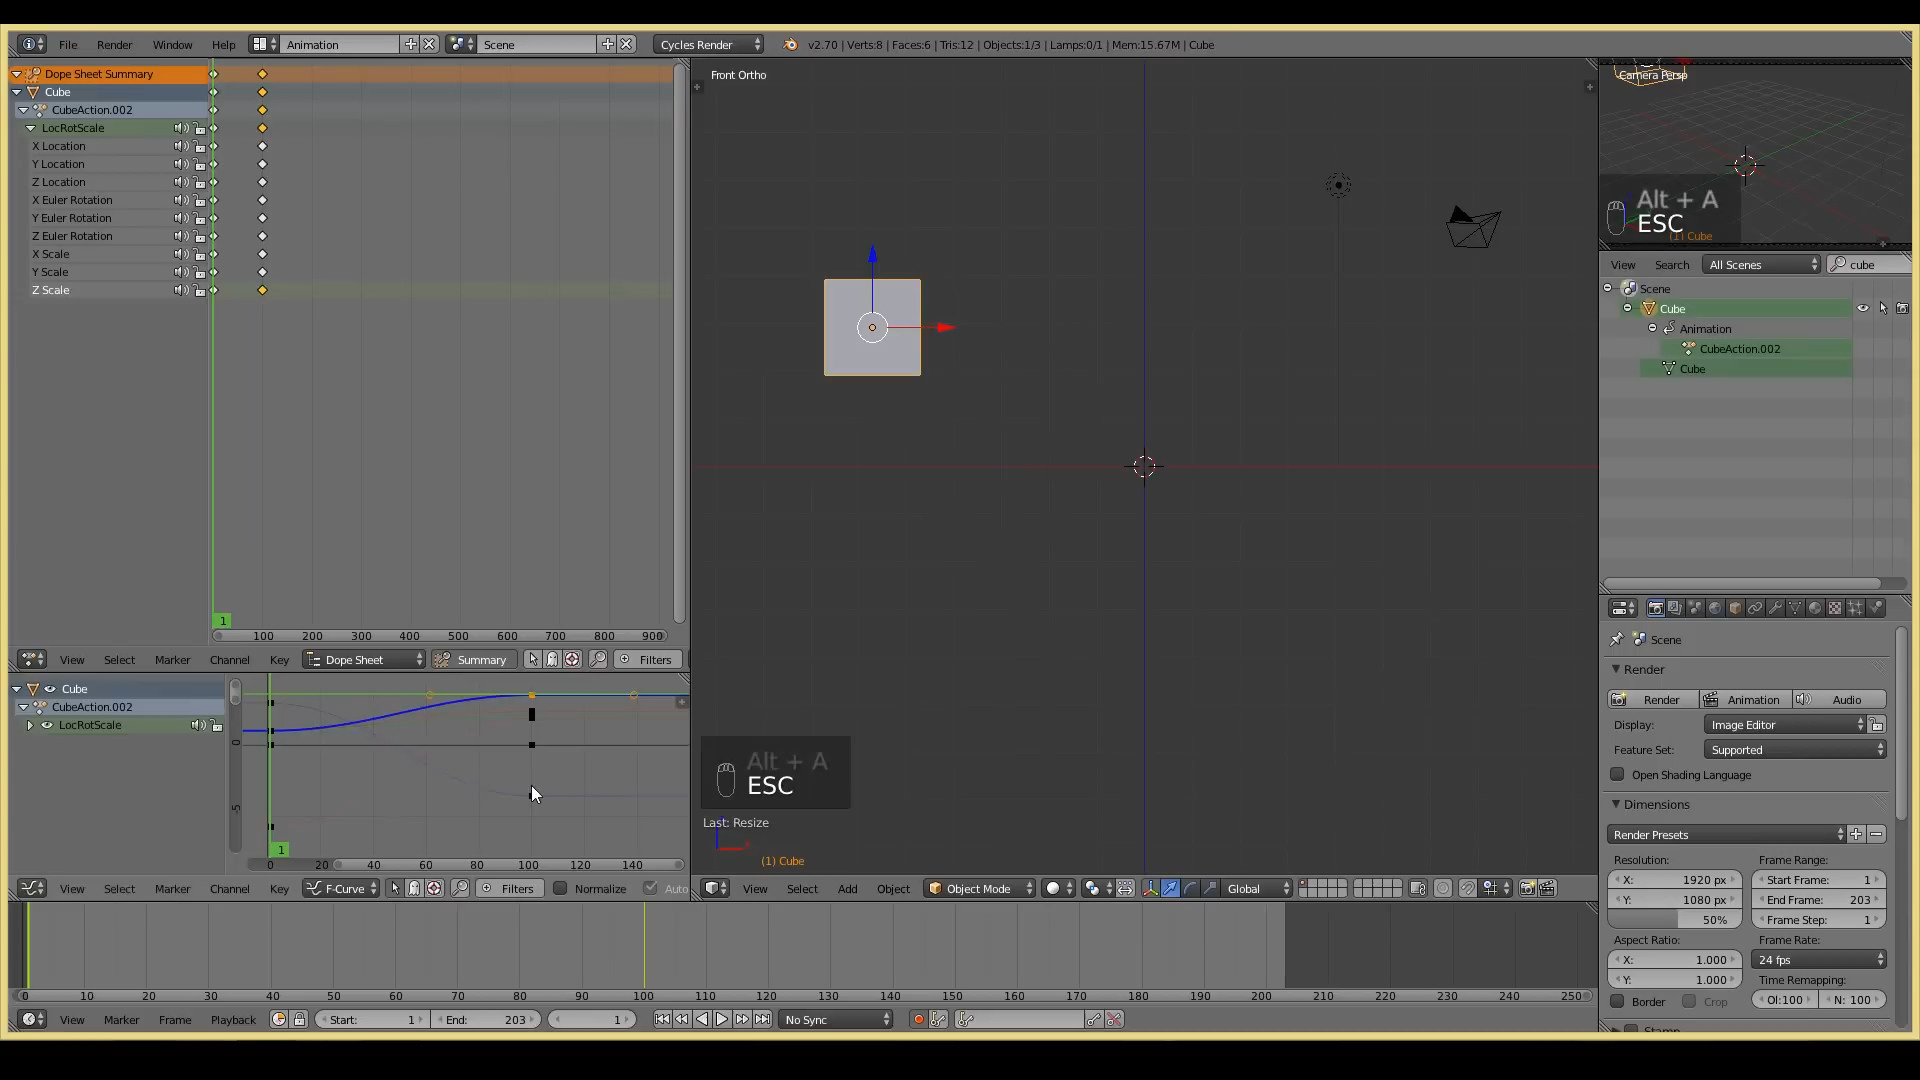 File Render Window Help Animation Scene Cycles Render v2.70 | Verts:8 | Faces:6 | Tris:12 | Objects:1/3 | Lamps:0/1 | Mem:15.67M | Cube
Dope Sheet Summary
Cube
CubeAction.002
LocRotScale
X Location
Y Location
Z Location
X Euler Rotation
Y Euler Rotation
Z Euler Rotation
X Scale
Y Scale
Z Scale
1
100 200 300 400 500 600 700 800 900
View Select Marker Channel Key Dope Sheet Summary Filters
Cube
CubeAction.002
LocRotScale
0
-5
1
0 20 40 60 80 100 120 140
View Select Marker Channel Key F-Curve Filters Normalize Auto
Front Ortho
Alt + A
ESC
Last: Resize
(1) Cube
View Select Add Object Object Mode Global
Camera Persp
Alt + A
ESC
(1) Cube
View Search All Scenes cube
Scene
Cube
Animation
CubeAction.002
Cube
Scene
Render
Render Animation Audio
Display: Image Editor
Feature Set: Supported
Open Shading Language
Dimensions
Render Presets
Resolution: Frame Range:
X: 1920 px Start Frame: 1
Y: 1080 px End Frame: 203
50% Frame Step: 1
Aspect Ratio: Frame Rate:
X: 1.000 24 fps
Y: 1.000 Time Remapping:
Border Crop Ol:100 N: 100
Stamp
0 10 20 30 40 50 60 70 80 90 100 110 120 130 140 150 160 170 180 190 200 210 220 230 240 250
View Marker Frame Playback Start: 1 End: 203 1 No Sync